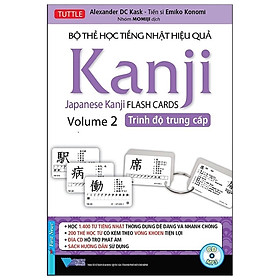 TUTTLE
Alexander DC Kask - Tiến sĩ Emiko Konomi
Nhóm MOMIJI dịch
BỘ THẺ HỌC TIẾNG NHẬT HIỆU QUẢ
Kanji
Japanese Kanji FLASH CARDS
Volume 2 Trình độ trung cấp
駅
病
働
席
• HỌC 1.400 TỪ TIẾNG NHẬT THÔNG DỤNG DỄ DÀNG VÀ NHANH CHÓNG
• 200 THẺ HỌC TỪ CÓ KÈM THEO VÒNG KHOEN TIỆN LỢI
• ĐĨA CD HỖ TRỢ PHÁT ÂM
• SÁCH HƯỚNG DẪN SỬ DỤNG